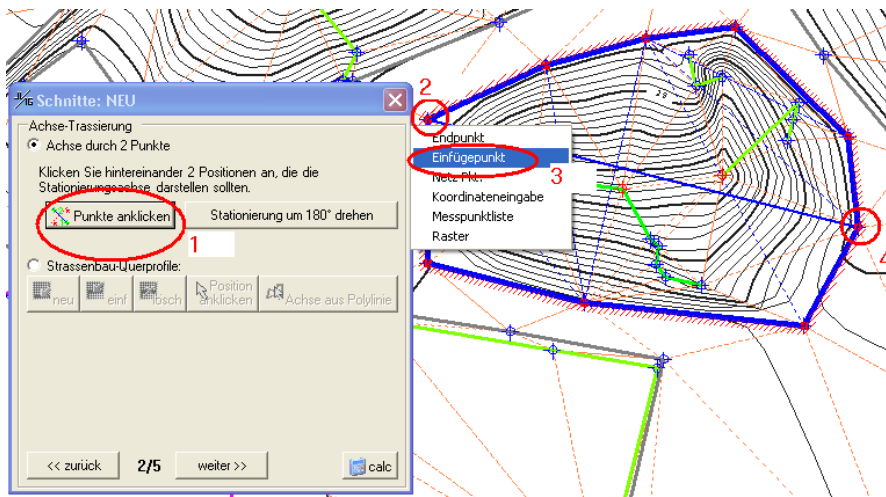 Schnitte: NEU
Achse-Trassierung
Achse durch 2 Punkte
Klicken Sie hintereinander 2 Positionen an, die die
Stationierungsachse darstellen sollten.
Punkte anklicken
Stationierung um 180° drehen
1
Strassenbau-Querprofile:
neu
einf
lösch
Position
anklicken
Achse aus Polylinie
<< zurück
2/5
weiter >>
calc
2
Endpunkt
Einfügepunkt
Netz Pkt.
3
Koordinateneingabe
Messpunktliste
Raster
4